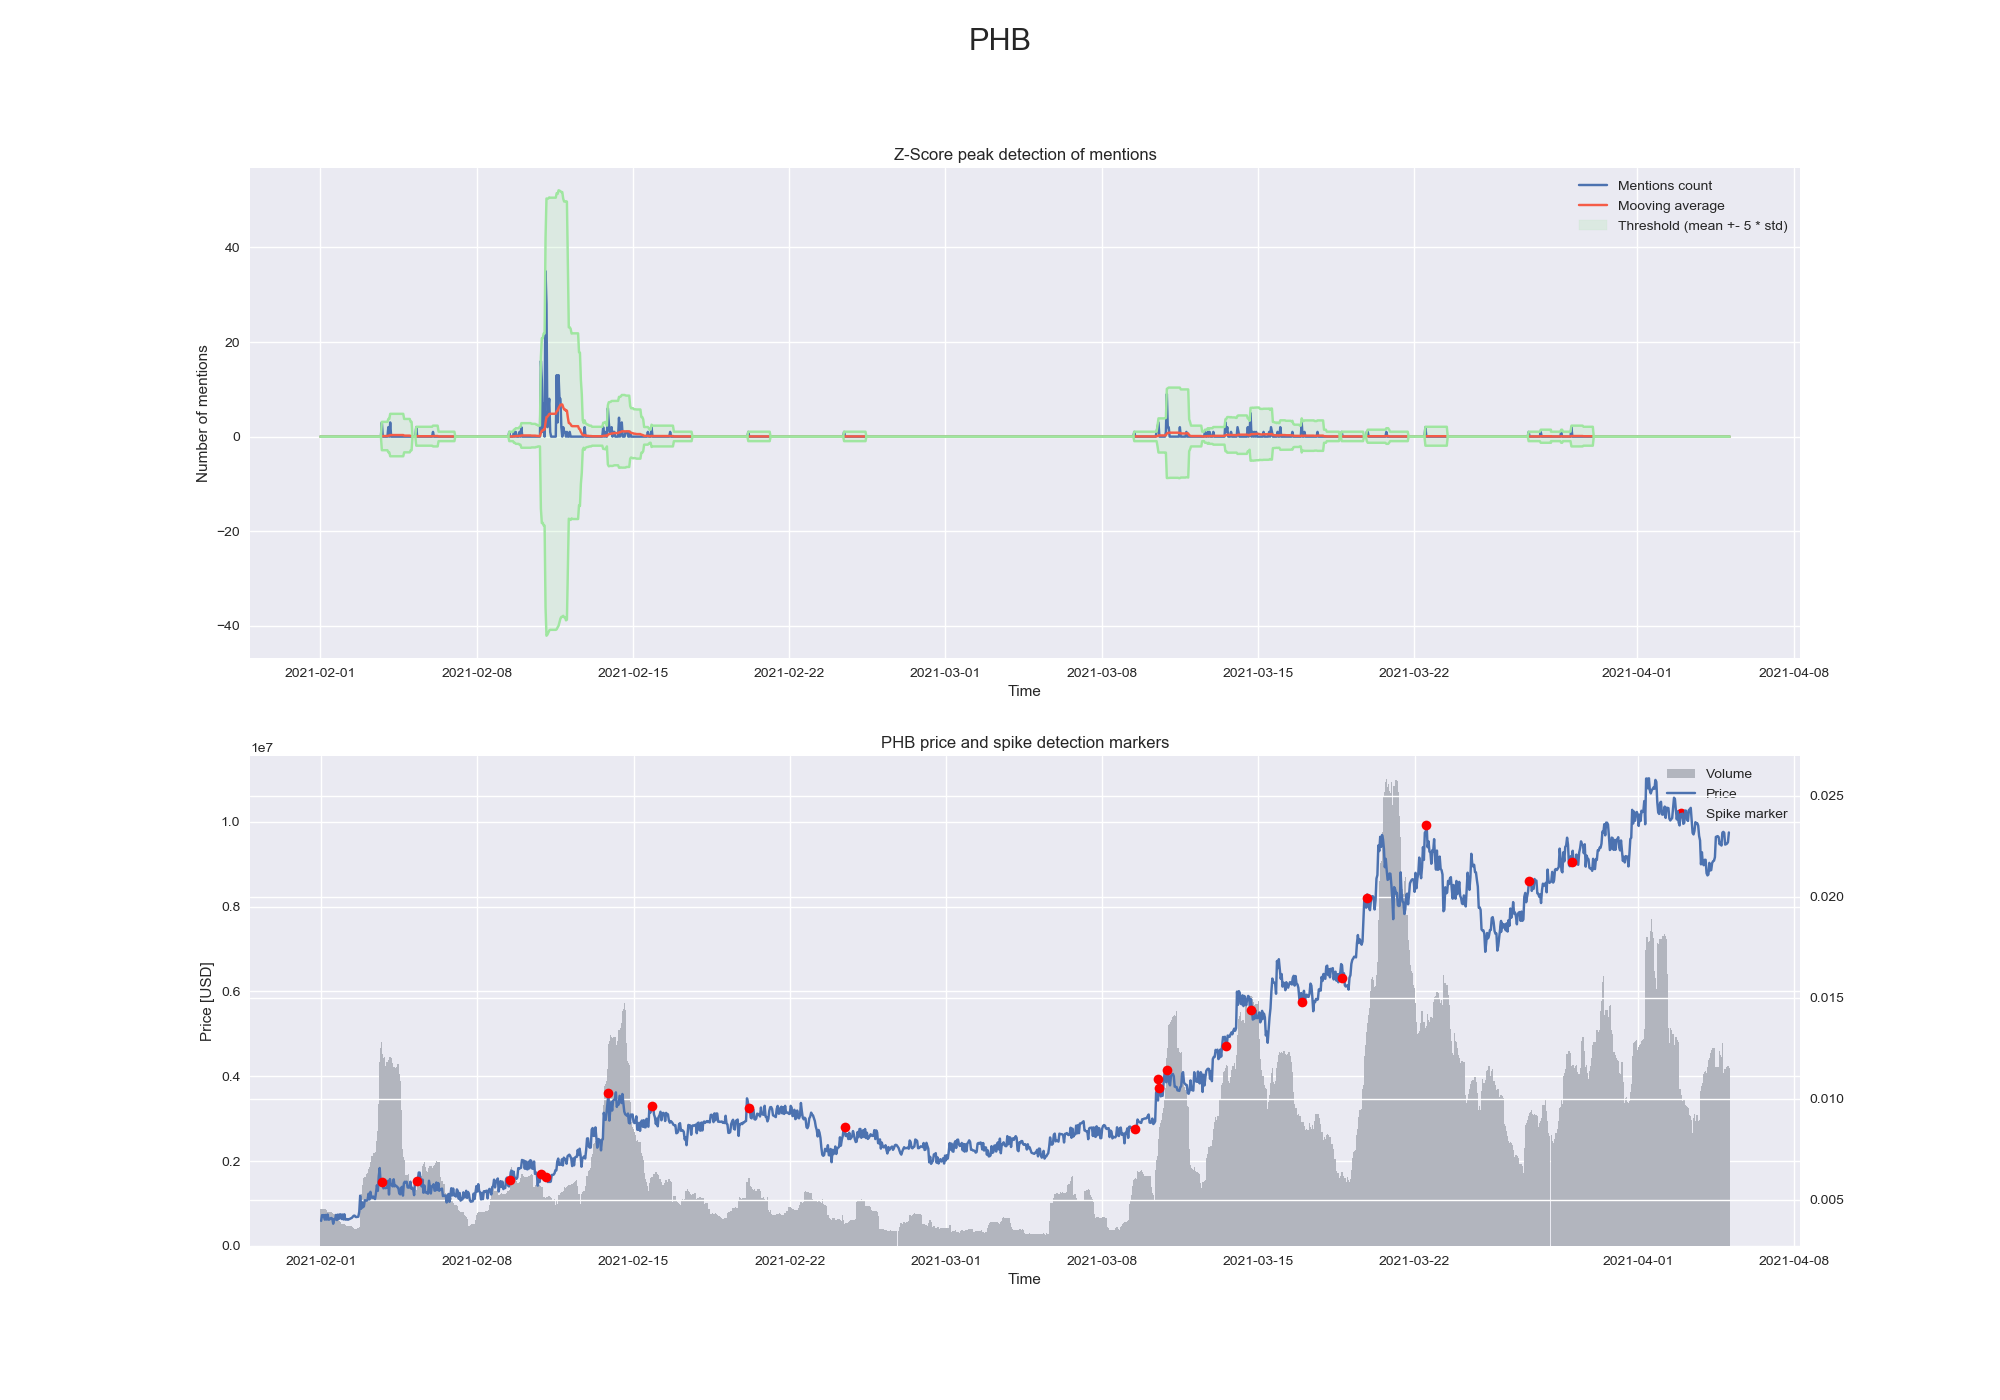 PHB
Z-Score peak detection of mentions
Mentions count
Mooving average
Threshold (mean +- 5 * std)
Number of mentions
40
20
0
−20
−40
2021-02-01 2021-02-08 2021-02-15 2021-02-22 2021-03-01 2021-03-08 2021-03-15 2021-03-22 2021-04-01 2021-04-08
Time
PHB price and spike detection markers
1e7
Volume
Price
Spike marker
Price [USD]
1.0
0.8
0.6
0.4
0.2
0.0
0.025
0.020
0.015
0.010
0.005
2021-02-01 2021-02-08 2021-02-15 2021-02-22 2021-03-01 2021-03-08 2021-03-15 2021-03-22 2021-04-01 2021-04-08
Time